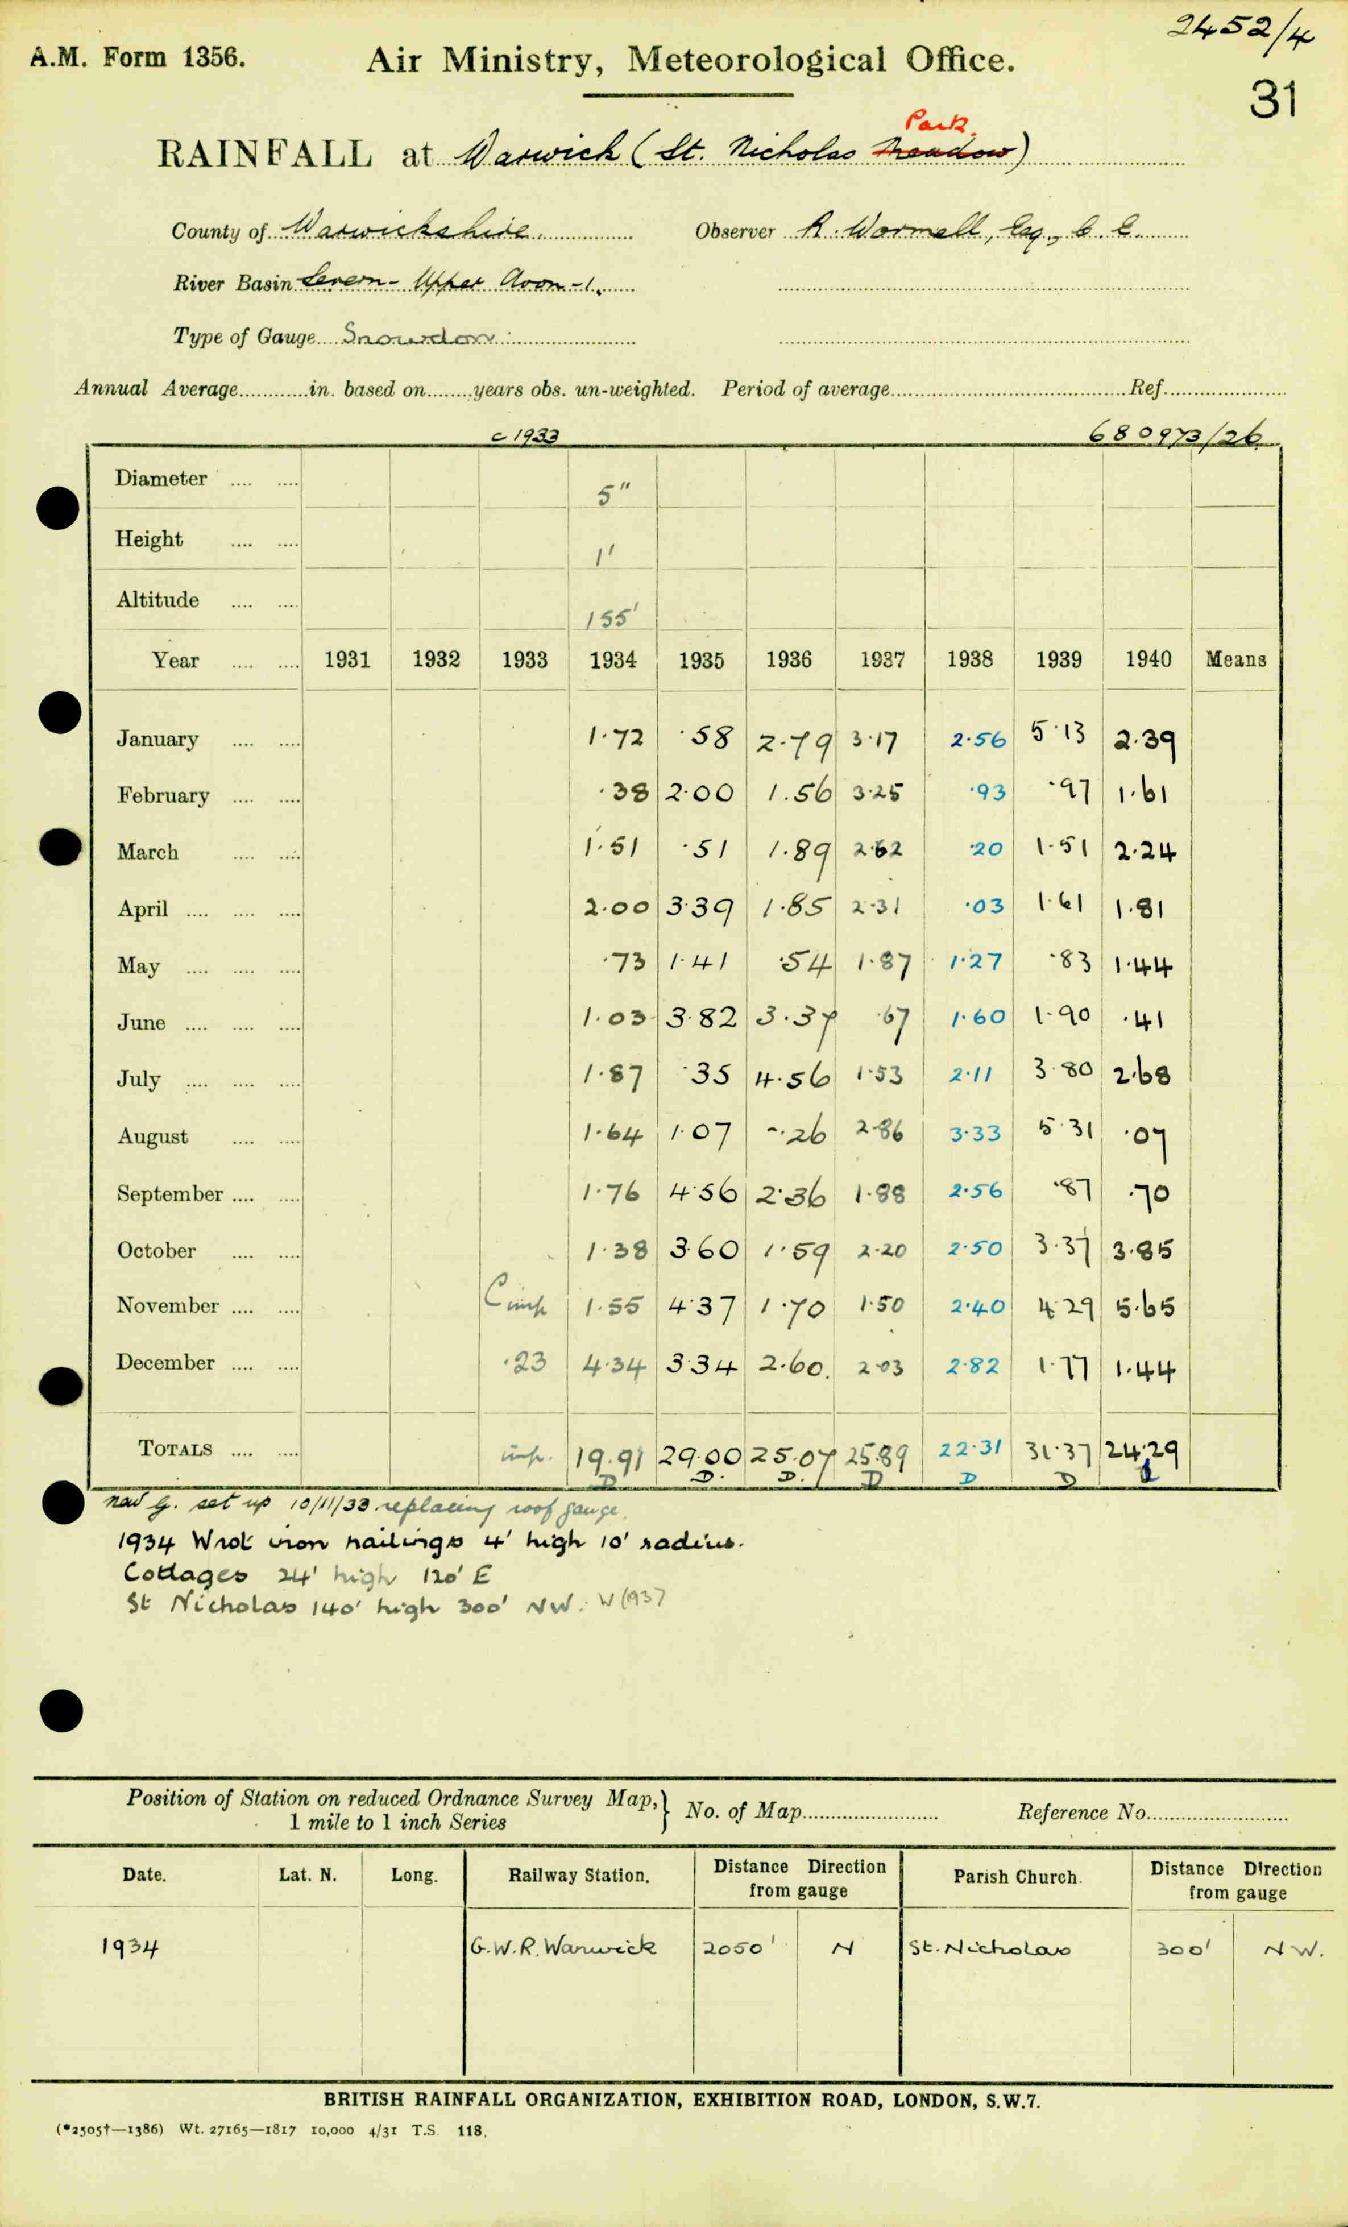 2452/4
A.M. Form 1356.
Air Ministry, Meteorological Office.
31
Park
RAINFALL at Warwick (St. Nicholas Meadow)
County of Warwickshire Observer R. Wormell, Esq., C. E.
River Basin Severn - Upper Avon - 1.
Type of Gauge Snowdon
Annual Average............in. based on........years obs. un-weighted. Period of average........................................Ref.....................
c 1933 680973/26
Diameter .... .... 5"
Height .... .... 1'
Altitude .... .... 155'
Year .... .... 1931 1932 1933 1934 1935 1936 1937 1938 1939 1940 Means
January .... .... 1.72 .58 2.79 3.17 2.56 5.13 2.39
February .... .... .38 2.00 1.56 3.25 .93 .97 1.61
March .... .... 1.51 .51 1.89 2.62 .20 1.51 2.24
April .... .... .... 2.00 3.39 1.85 2.31 .03 1.61 1.81
May .... .... .... .73 1.41 .54 1.87 1.27 .83 1.44
June .... .... .... 1.03 3.82 3.37 .67 1.60 1.90 .41
July .... .... .... 1.87 .35 4.56 1.53 2.11 3.80 2.68
August .... .... 1.64 1.07 .26 2.86 3.33 5.31 .07
September .... .... 1.76 4.56 2.36 1.88 2.56 .87 .70
October .... .... 1.38 3.60 1.59 2.20 2.50 3.37 3.85
November .... .... C imp 1.55 4.37 1.70 1.50 2.40 4.29 5.65
December .... .... .23 4.34 3.34 2.60. 2.03 2.82 1.77 1.44
TOTALS .... .... imp. 19.91 29.00 25.07 25.89 22.31 31.37 24.29
D D. D. D D D
new g. set up 10/11/33 replacing roof gauge.
1934 Wrot iron railings 4' high 10' radius.
Cottages 24' high 120' E
St Nicholas 140' high 300' NW. W 1937
Position of Station on reduced Ordnance Survey Map,} No. of Map........................ Reference No.........................
1 mile to 1 inch Series
Date. Lat. N. Long. Railway Station. Distance Direction from gauge Parish Church. Distance Direction from gauge
1934 G.W.R. Warwick 2050' N St. Nicholas 300' NW.
BRITISH RAINFALL ORGANIZATION, EXHIBITION ROAD, LONDON, S.W.7.
(*2505†—1386) Wt. 27165—1817 10,000 4/31 T.S. 118.